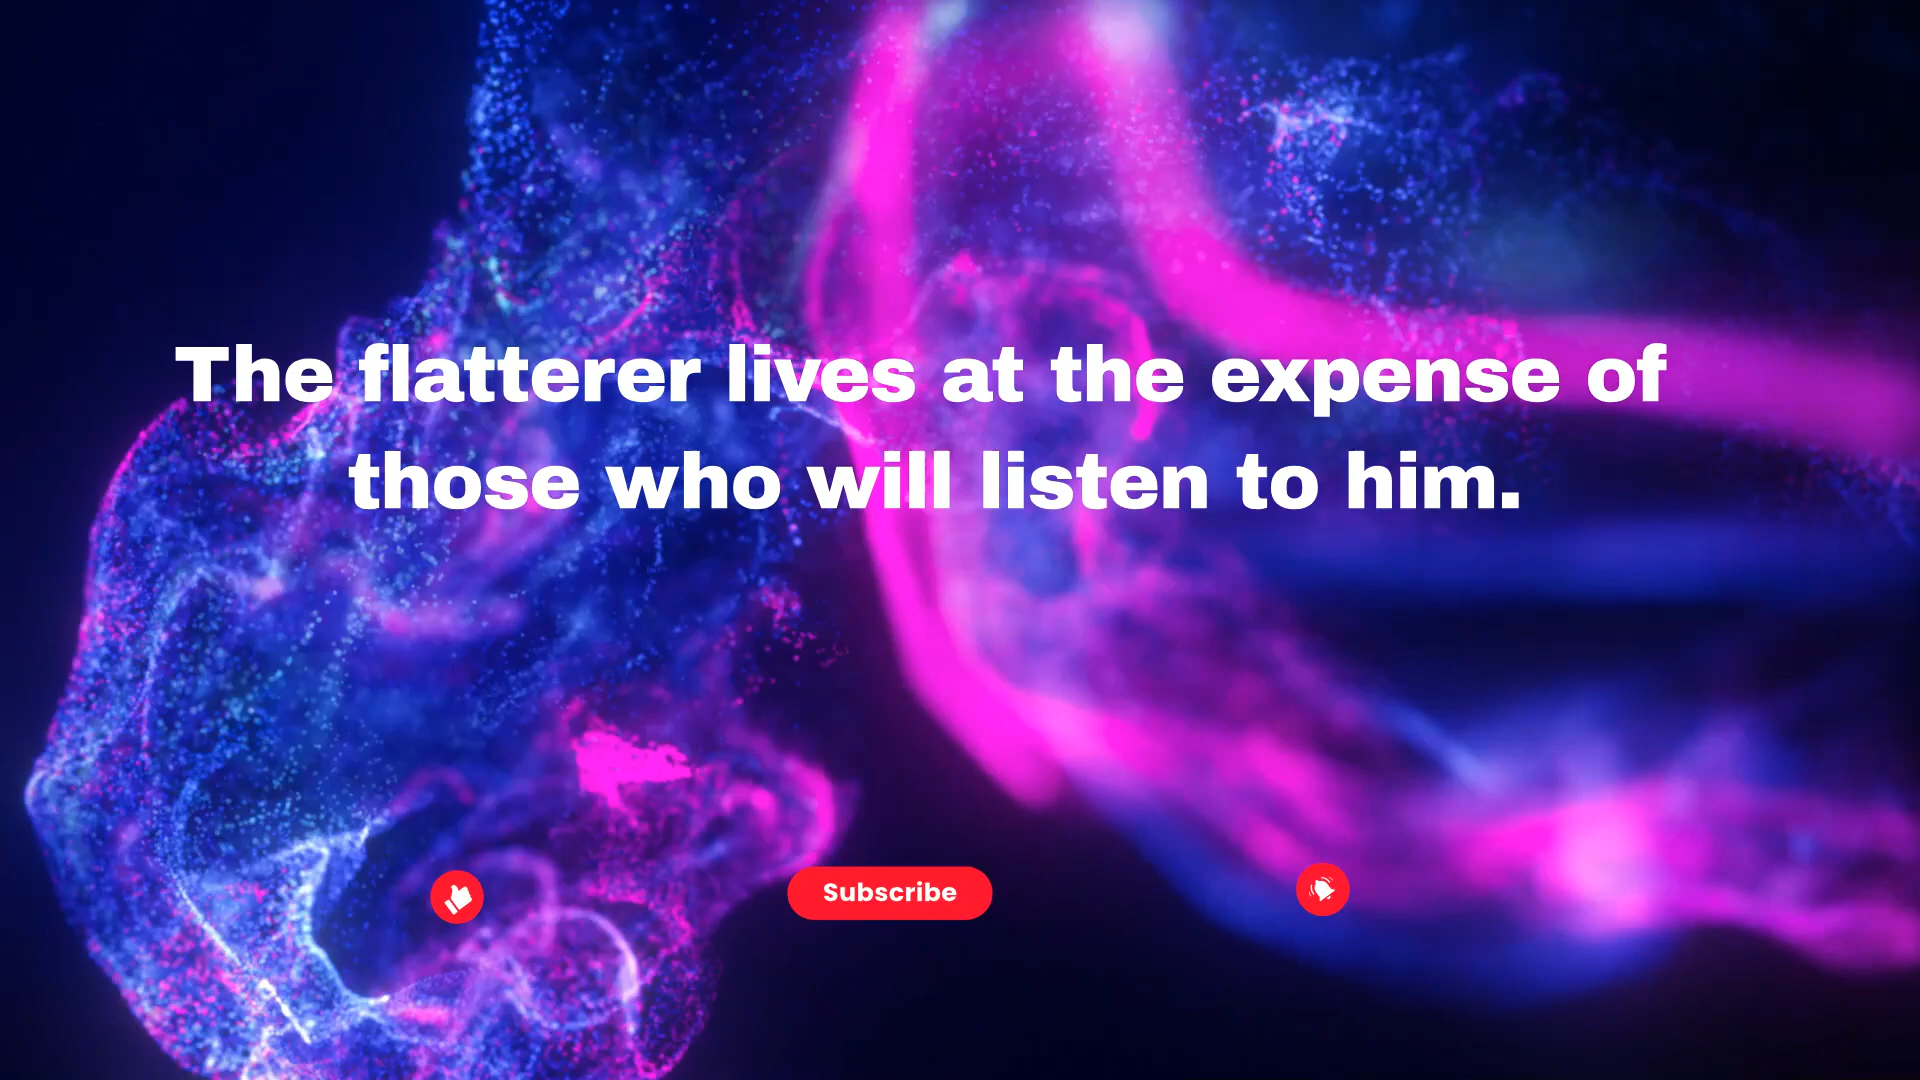 The flatterer lives at the expense of
those who will listen to him.
Subscribe